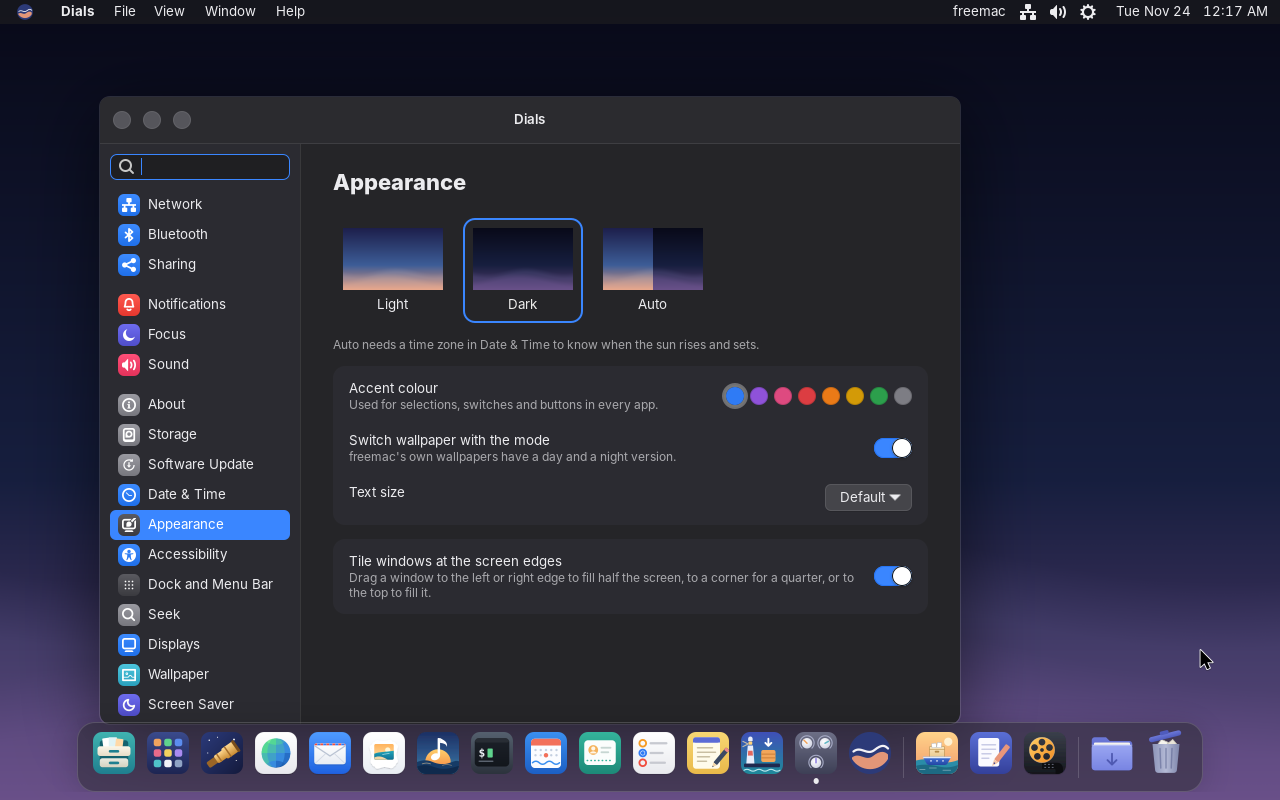 Dials File View Window Help
freemac Tue Nov 24 12:17 AM
Dials
Network
Bluetooth
Sharing
Notifications
Focus
Sound
About
Storage
Software Update
Date & Time
Appearance
Accessibility
Dock and Menu Bar
Seek
Displays
Wallpaper
Screen Saver
Appearance
Light Dark Auto
Auto needs a time zone in Date & Time to know when the sun rises and sets.
Accent colour
Used for selections, switches and buttons in every app.
Switch wallpaper with the mode
freemac's own wallpapers have a day and a night version.
Text size
Default
Tile windows at the screen edges
Drag a window to the left or right edge to fill half the screen, to a corner for a quarter, or to
the top to fill it.
$